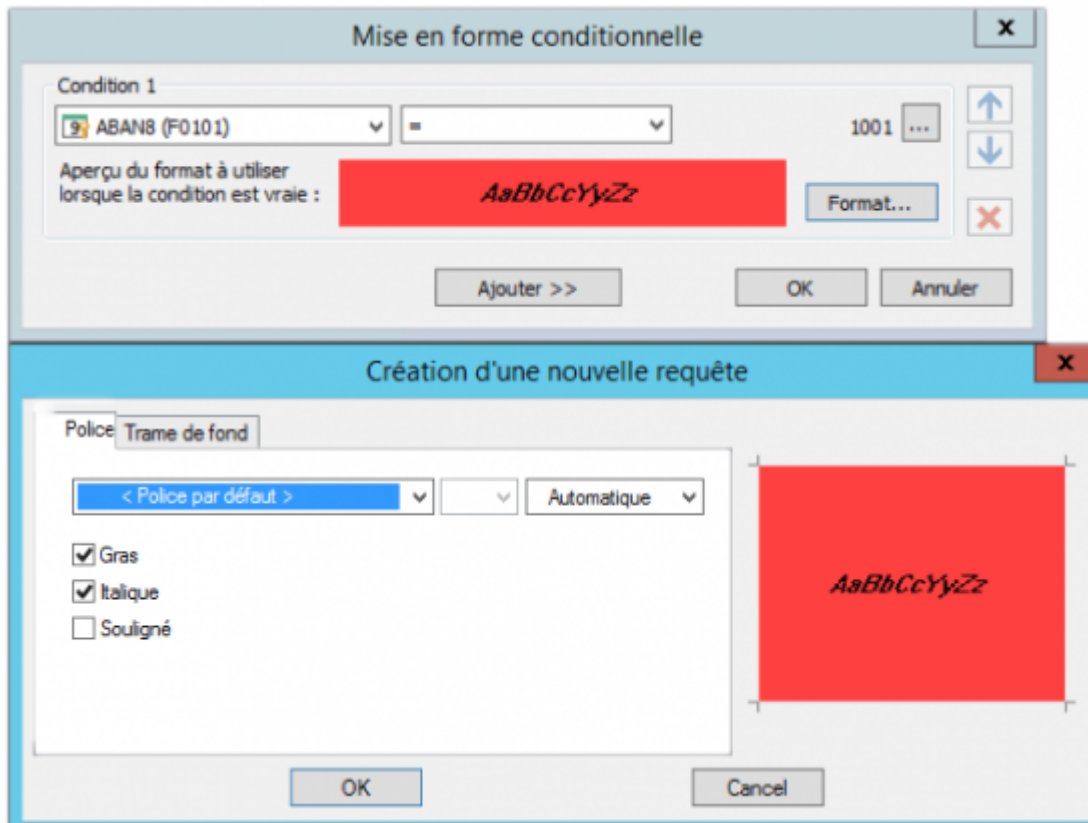 Mise en forme conditionnelle
x
Condition 1
9 ABAN8 (F0101)
=
1001 ...
Aperçu du format à utiliser
lorsque la condition est vraie :
AaBbCcYyZz
Format...
Ajouter >>
OK
Annuler
Création d'une nouvelle requête
x
Police
Trame de fond
< Police par défaut >
Automatique
Gras
Italique
Souligné
AaBbCcYyZz
OK
Cancel